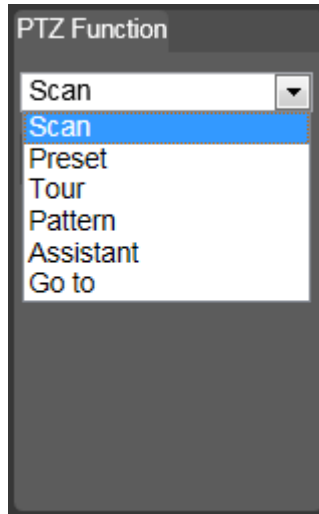 PTZ Function
Scan
Scan
Preset
Tour
Pattern
Assistant
Go to